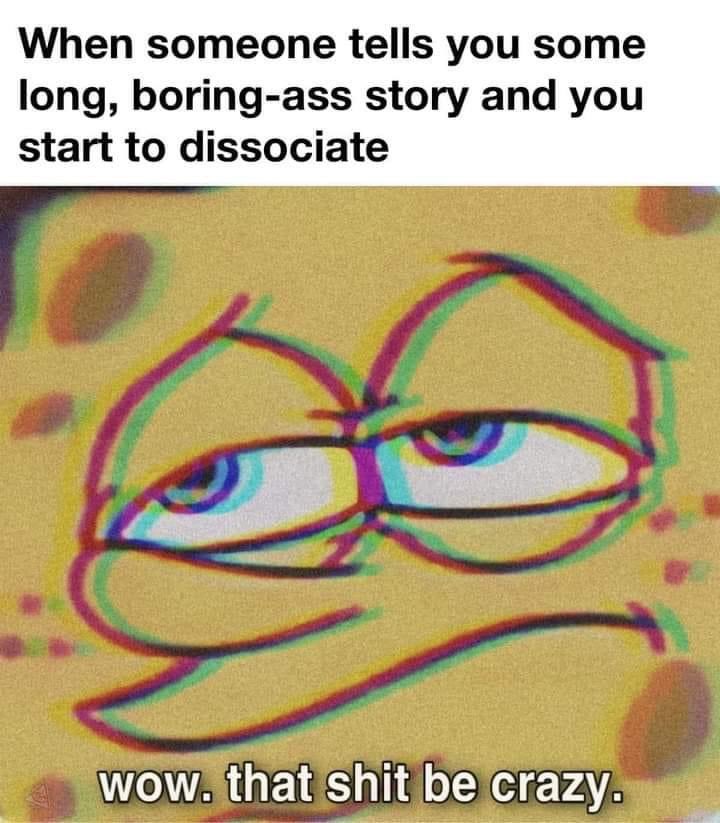 When someone tells you some
long, boring-ass story and you
start to dissociate
wow. that shit be crazy.